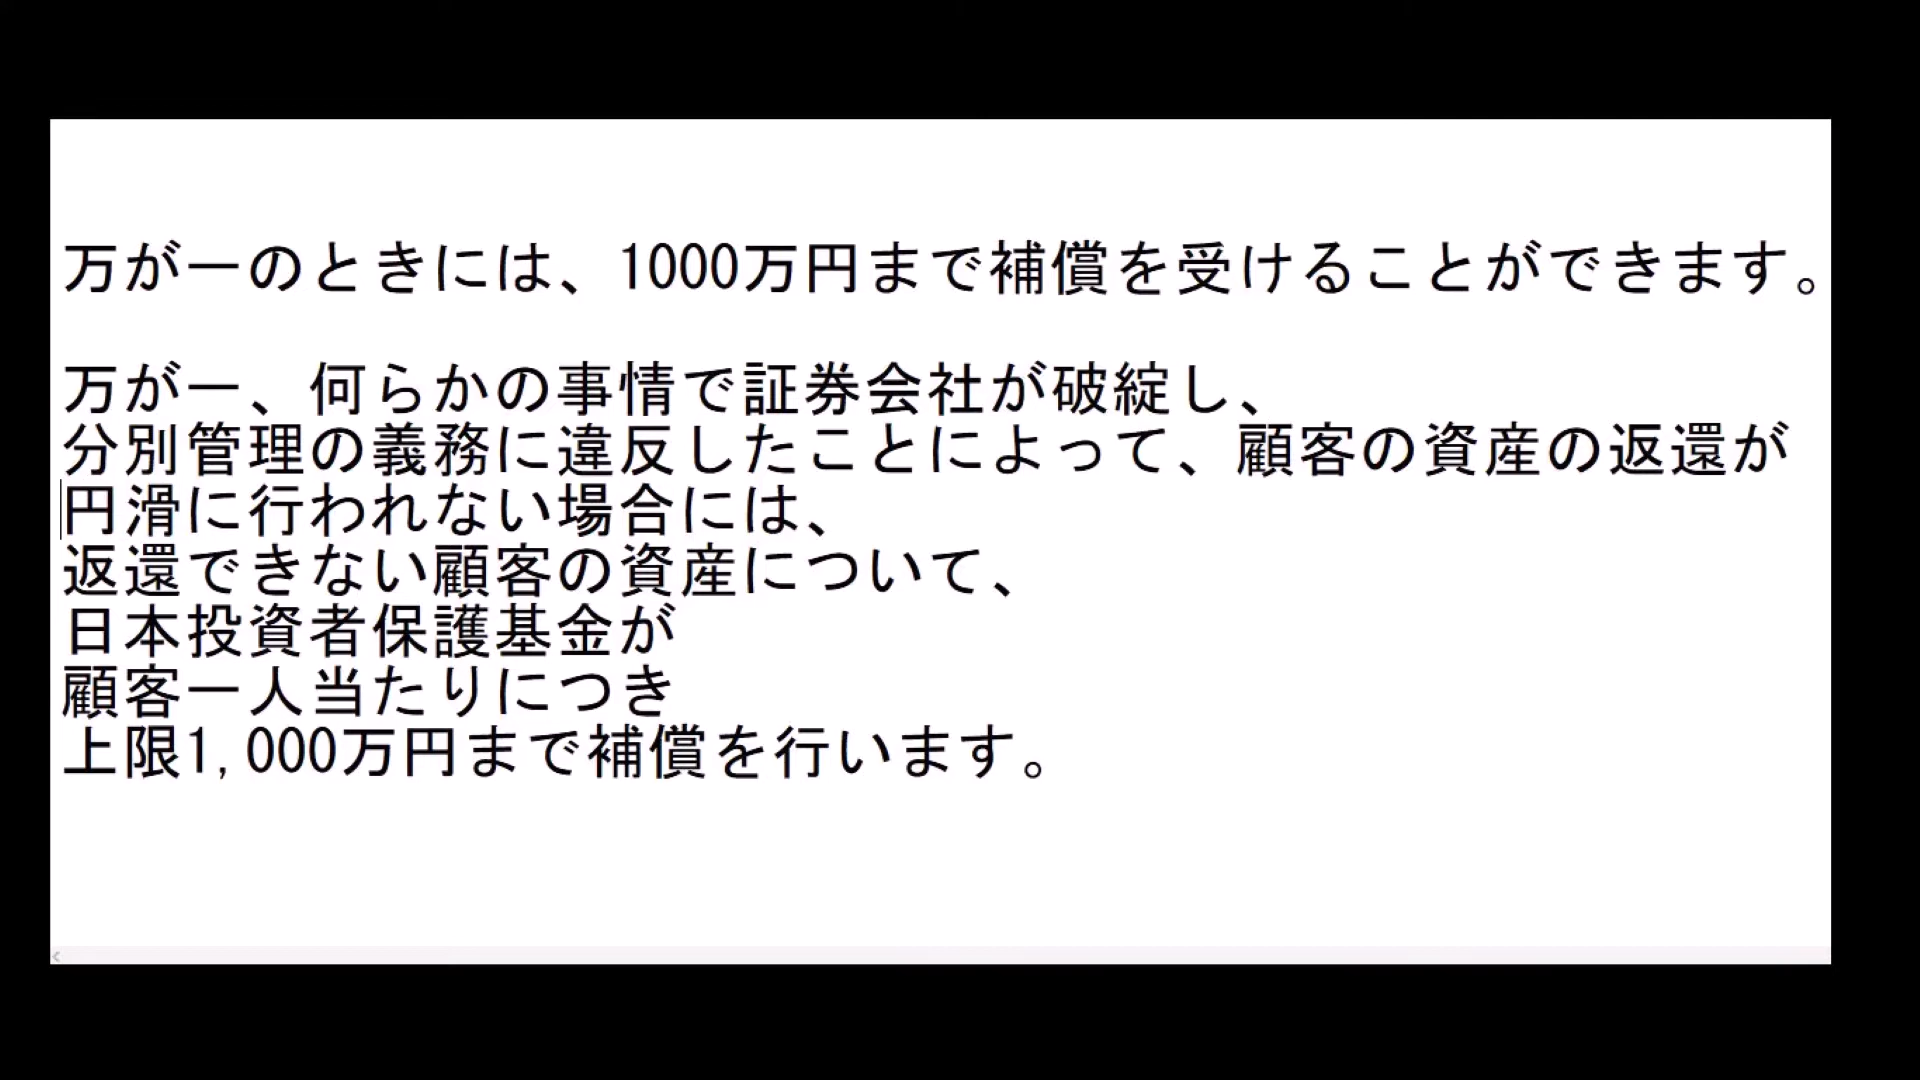 万が一のときには、1000万円まで補償を受けることができます。
万が一、何らかの事情で証券会社が破綻し、
分別管理の義務に違反したことによって、顧客の資産の返還が
円滑に行われない場合には、
返還できない顧客の資産について、
日本投資者保護基金が
顧客一人当たりにつき
上限1,000万円まで補償を行います。